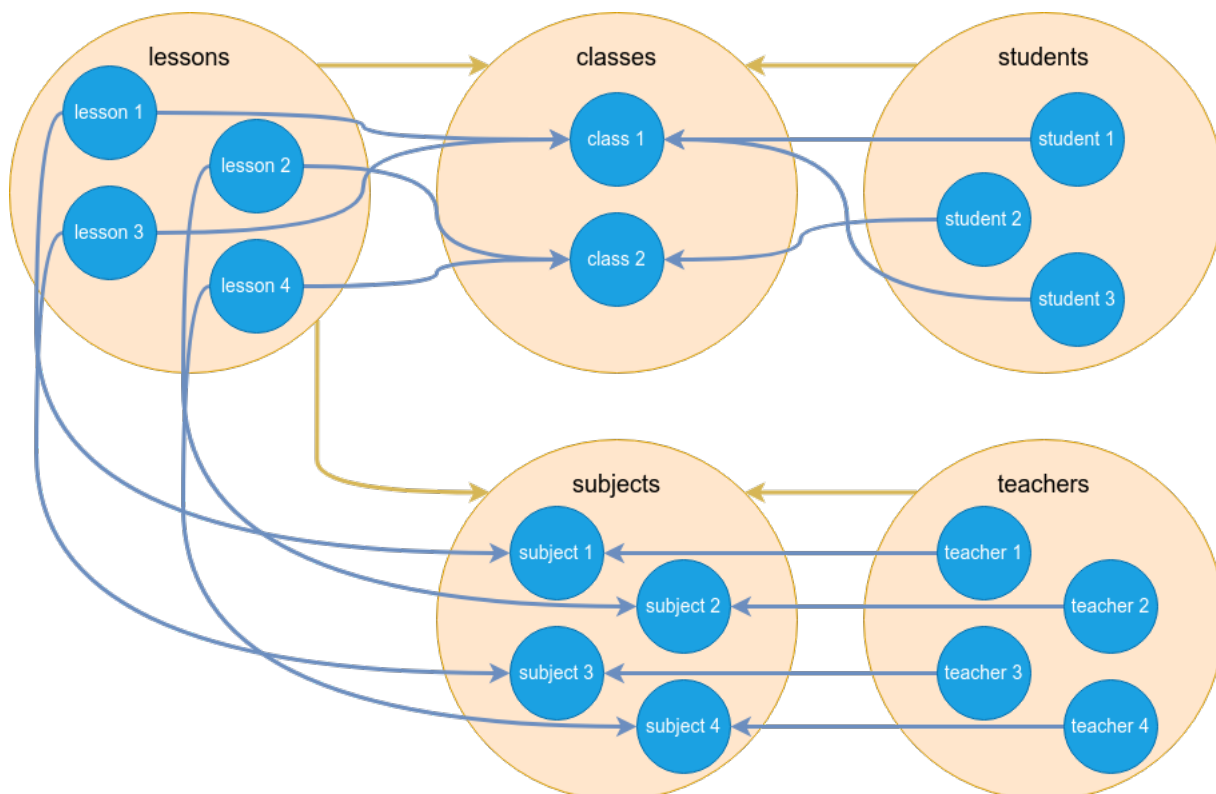 lessons
lesson 1
lesson 2
lesson 3
lesson 4
classes
class 1
class 2
students
student 1
student 2
student 3
subjects
subject 1
subject 2
subject 3
subject 4
teachers
teacher 1
teacher 2
teacher 3
teacher 4